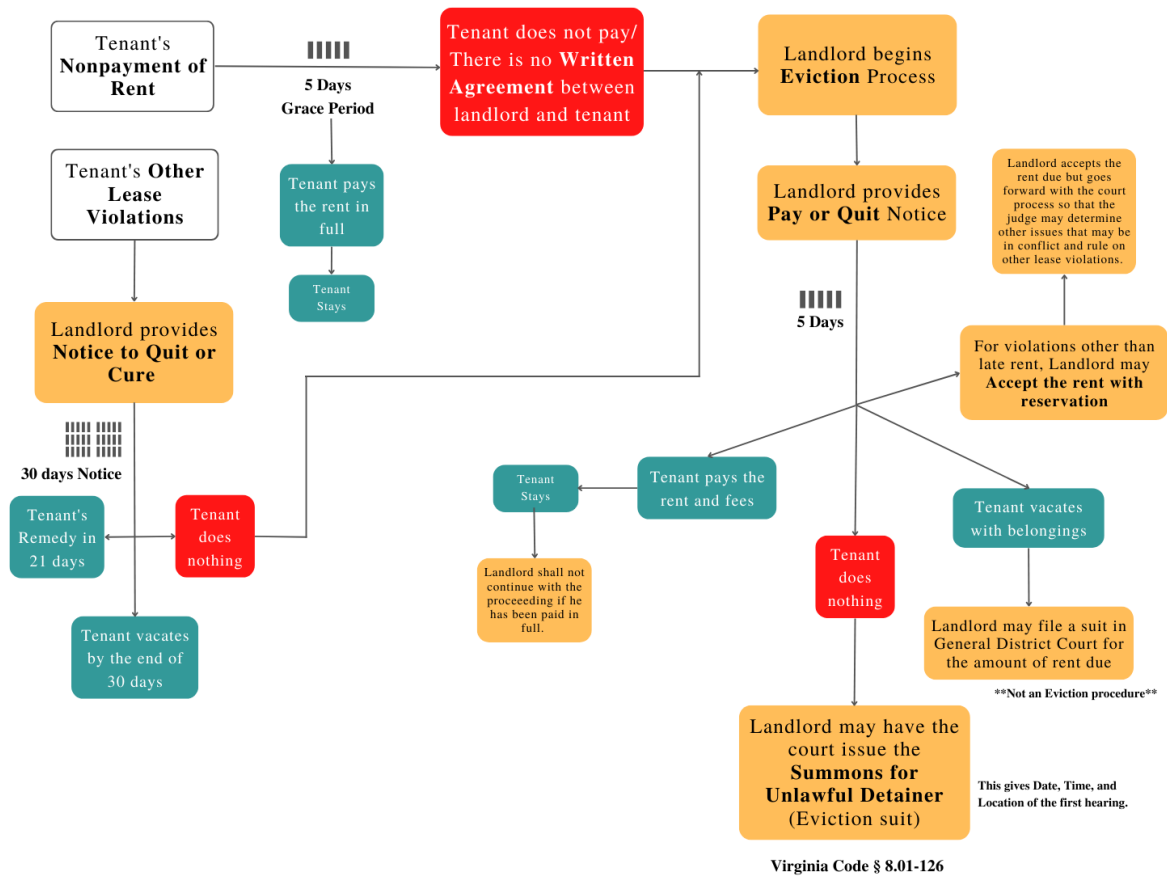 Tenant's
Nonpayment of
Rent
5 Days
Grace Period
Tenant does not pay/
There is no Written
Agreement between
landlord and tenant
Landlord begins
Eviction Process
Tenant's Other
Lease
Violations
Tenant pays
the rent in
full
Tenant
Stays
Landlord provides
Pay or Quit Notice
Landlord accepts the
rent due but goes
forward with the court
process so that the
judge may determine
other issues that may be
in conflict and rule on
other lease violations.
Landlord provides
Notice to Quit or
Cure
5 Days
For violations other than
late rent, Landlord may
Accept the rent with
reservation
30 days Notice
Tenant's
Remedy in
21 days
Tenant
does
nothing
Tenant vacates
by the end of
30 days
Tenant
Stays
Tenant pays the
rent and fees
Landlord shall not
continue with the
proceeeding if he
has been paid in
full.
Tenant
does
nothing
Tenant vacates
with belongings
Landlord may file a suit in
General District Court for
the amount of rent due
**Not an Eviction procedure**
Landlord may have the
court issue the
Summons for
Unlawful Detainer
(Eviction suit)
This gives Date, Time, and
Location of the first hearing.
Virginia Code § 8.01-126